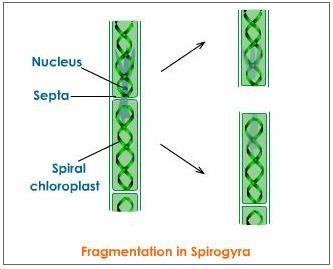 Nucleus
Septa
Spiral
chloroplast
Fragmentation in Spirogyra